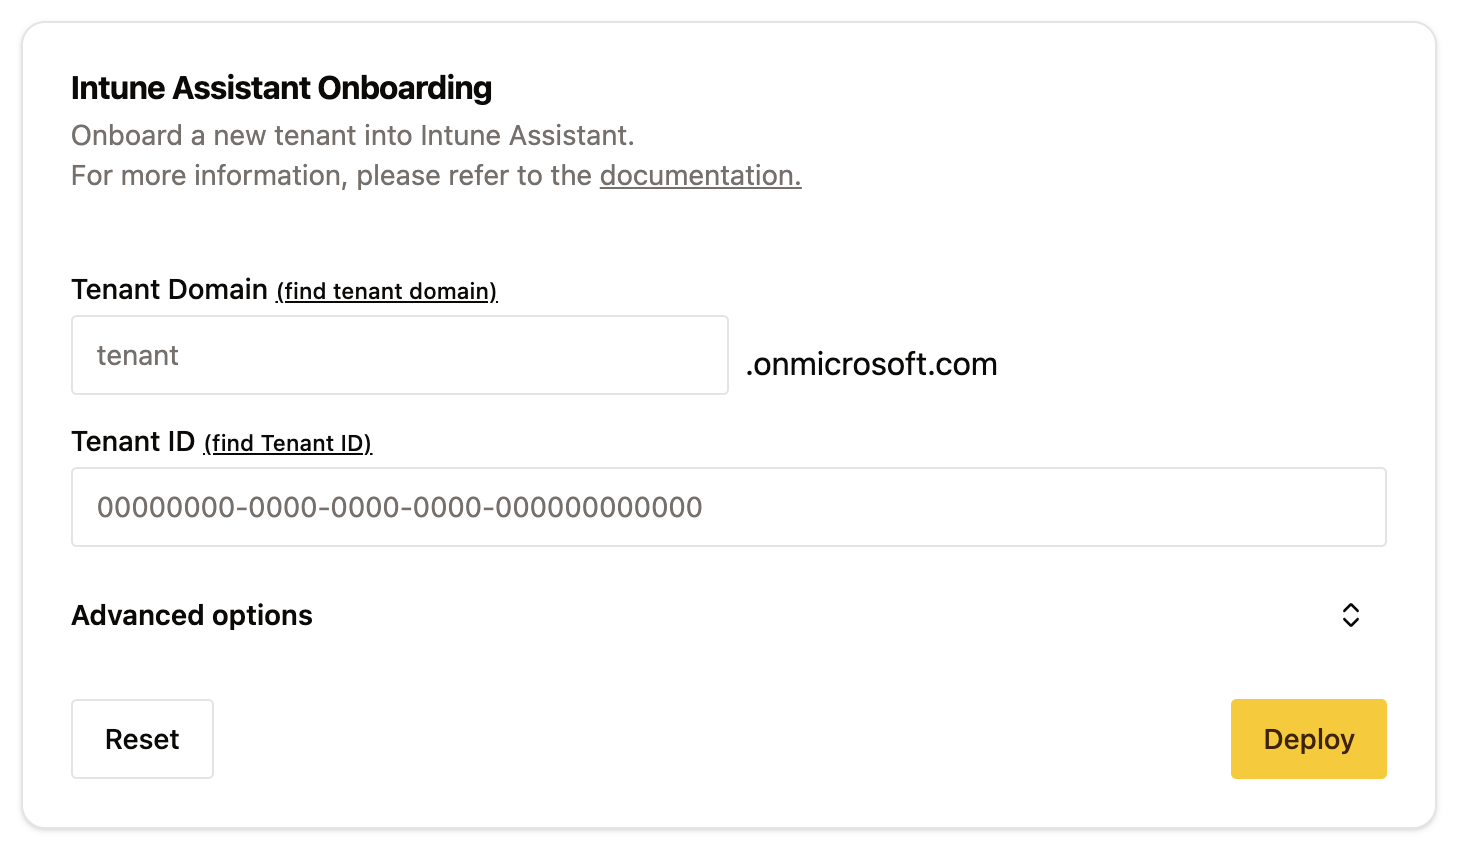 Intune Assistant Onboarding
Onboard a new tenant into Intune Assistant.
For more information, please refer to the documentation.
Tenant Domain (find tenant domain)
tenant .onmicrosoft.com
Tenant ID (find Tenant ID)
00000000-0000-0000-0000-000000000000
Advanced options
Reset Deploy